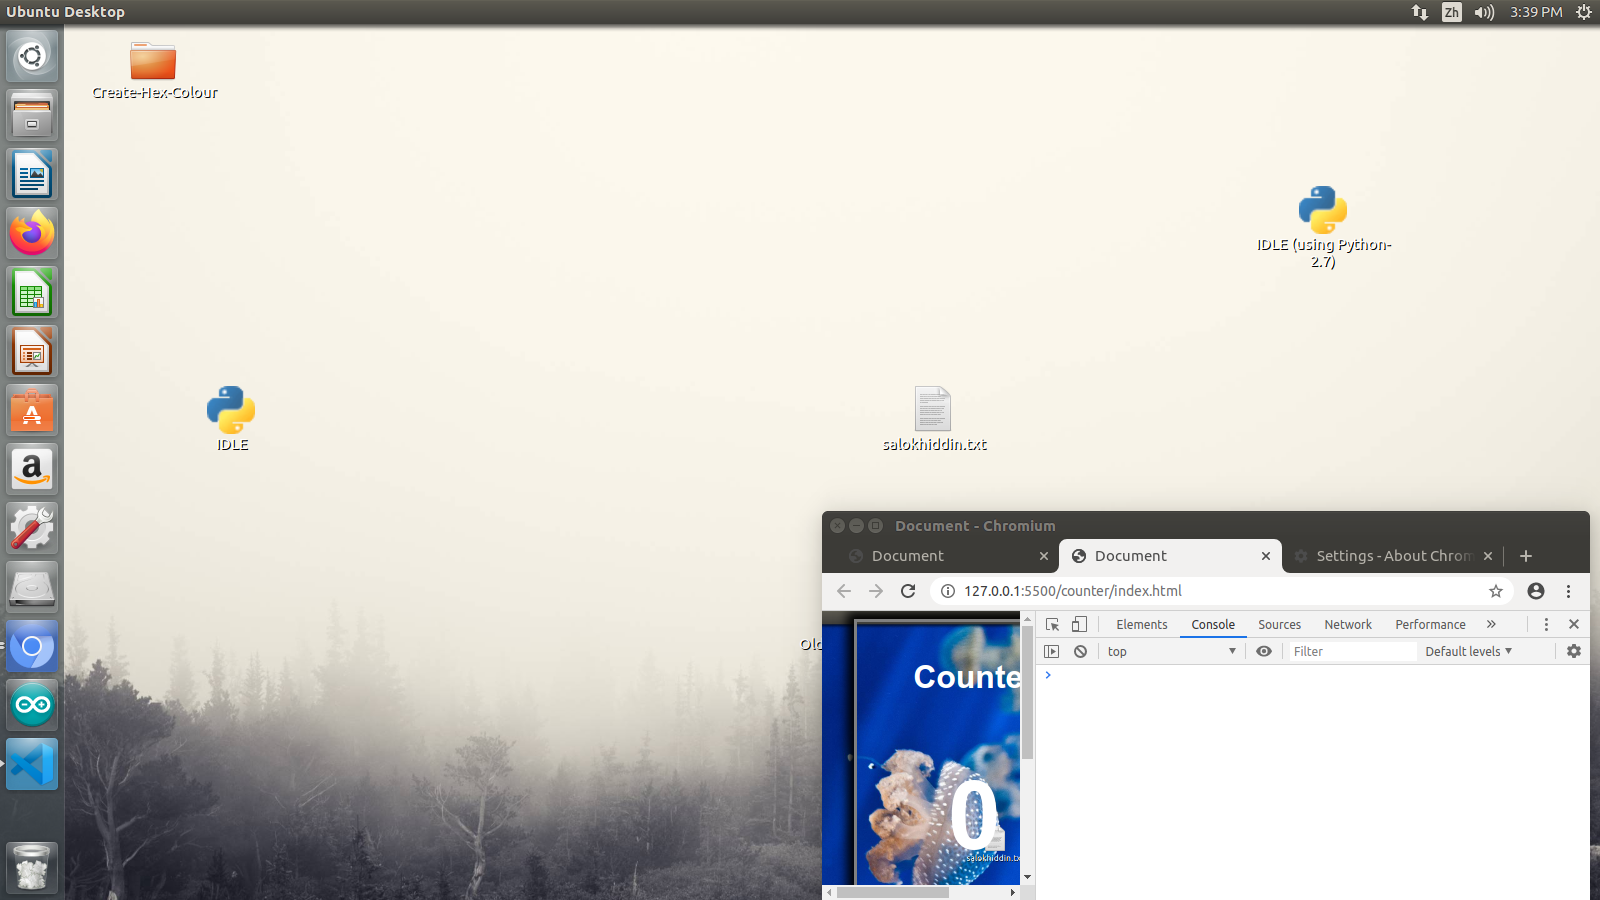 Ubuntu Desktop
Zh
3:39 PM
Create-Hex-Colour
IDLE (using Python-
2.7)
IDLE
salokhiddin.txt
Old
Document - Chromium
Document
Document
Settings - About Chrom
127.0.0.1:5500/counter/index.html
Elements
Console
Sources
Network
Performance
top
Filter
Default levels
Counte
0
salokhiddin.tx